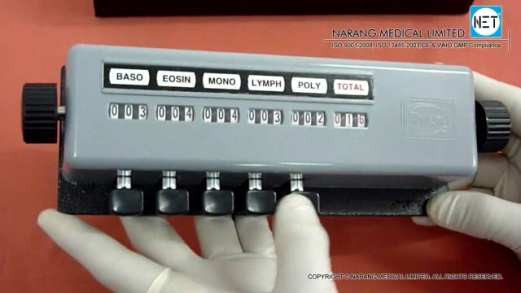 NARANG MEDICAL LIMITED
NET
ISO 9001:2008, ISO 13485:2003, CE & WHO GMP Compliance
BASO EOSIN MONO LYMPH POLY TOTAL
003 004 004 003 002 016
COPYRIGHT © NARANG MEDICAL LIMITED. ALL RIGHTS RESERVED.